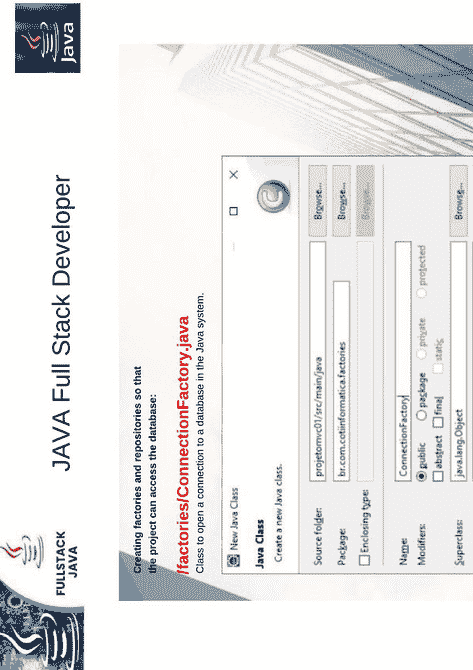 FULLSTACK
JAVA
JAVA Full Stack Developer
Java
Creating factories and repositories so that
the project can access the database:
/factories/ConnectionFactory.java
Class to open a connection to a database in the Java system.
New Java Class
Java Class
Create a new Java class.
Source folder: projetomvc01/src/main/java Browse...
Package: br.com.cotiinformatica.factories Browse...
Enclosing type: Browse...
Name: ConnectionFactory
Modifiers: public package private protected
abstract final static
Superclass: java.lang.Object Browse...